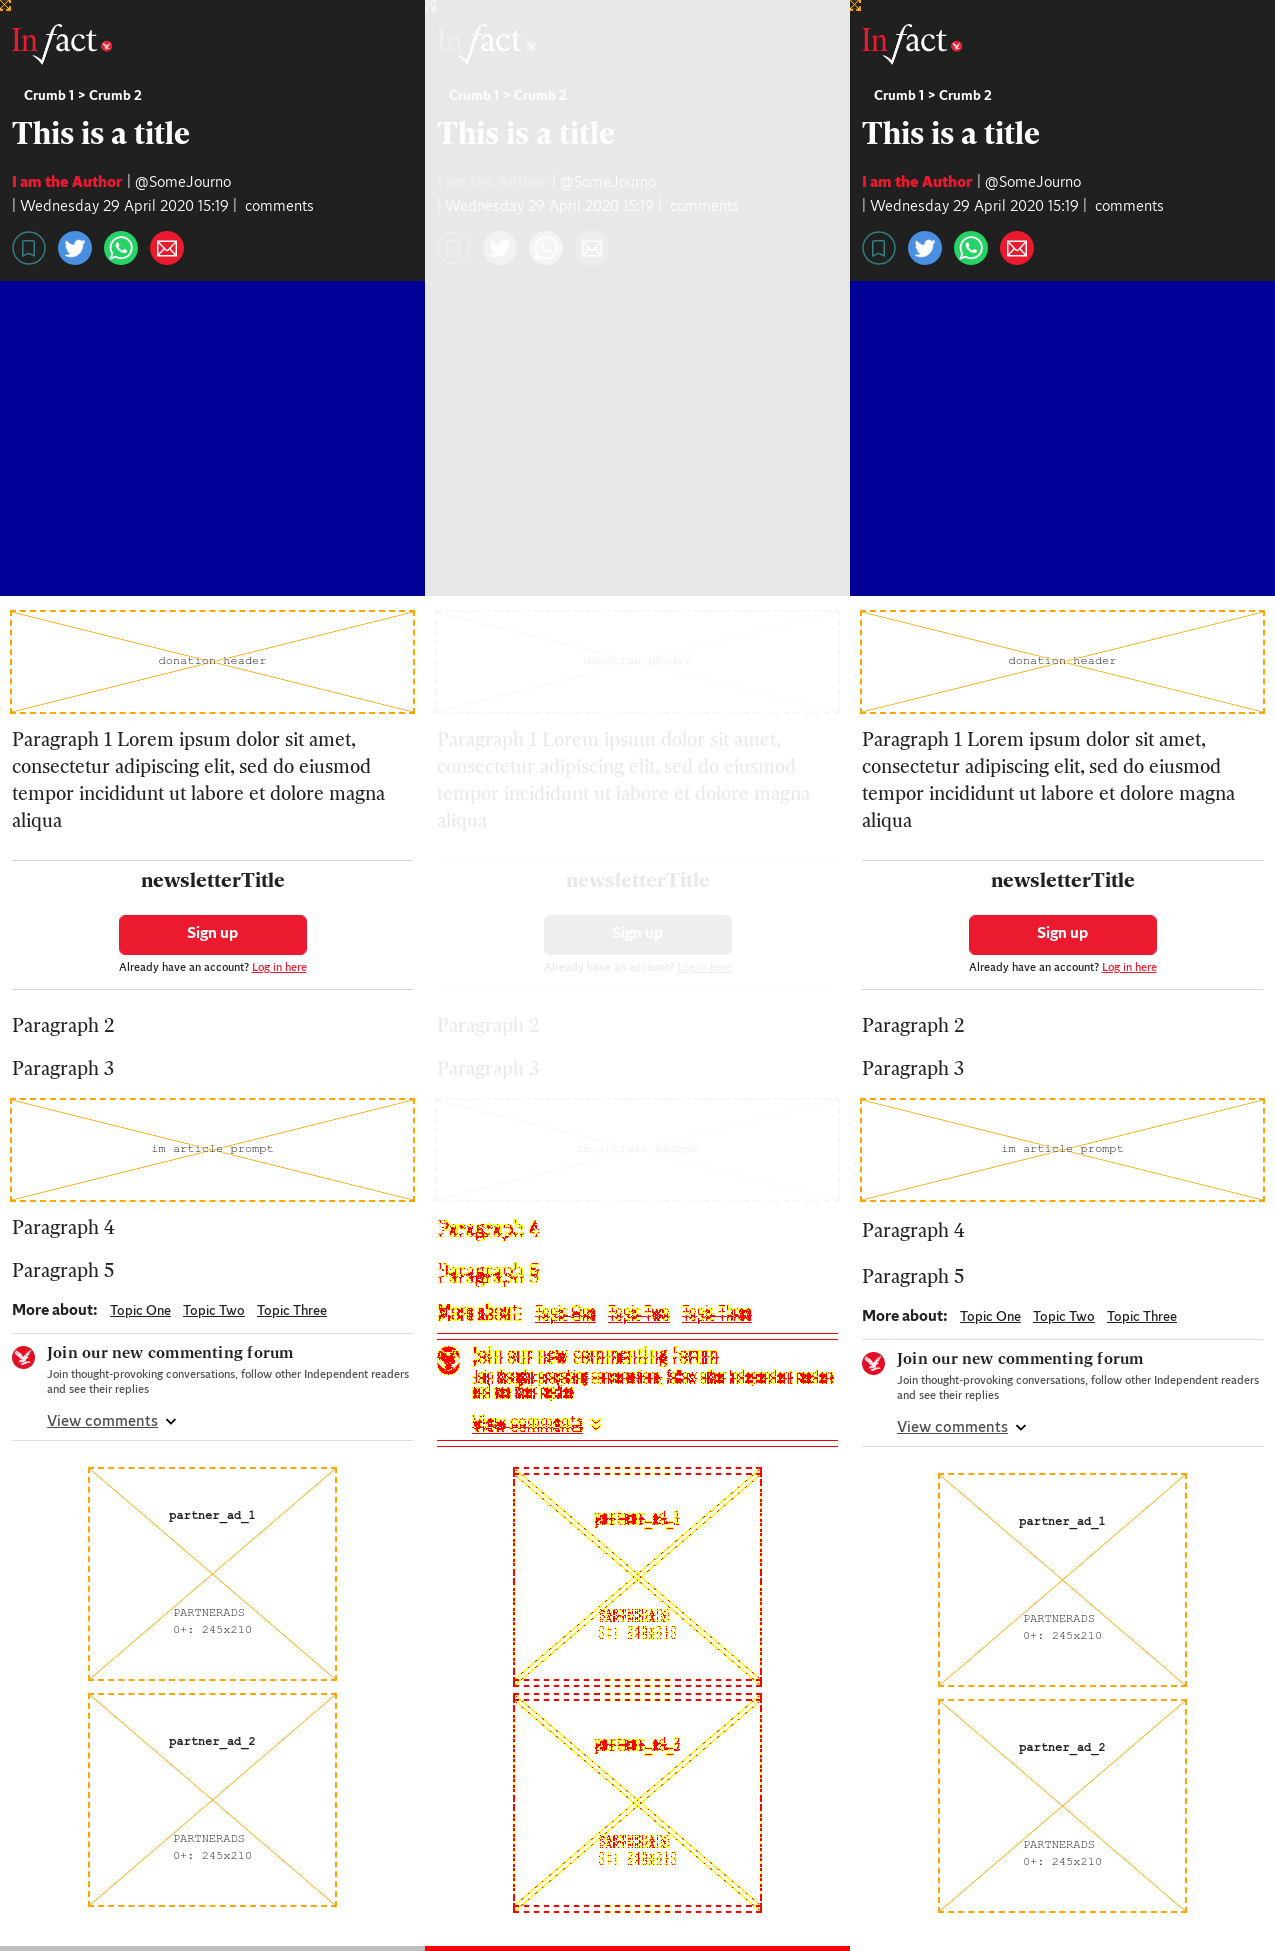 In fact
Crumb 1 > Crumb 2
This is a title
I am the Author | @SomeJourno
| Wednesday 29 April 2020 15:19 | comments
donation header
Paragraph 1 Lorem ipsum dolor sit amet,
consectetur adipiscing elit, sed do eiusmod
tempor incididunt ut labore et dolore magna
aliqua
newsletterTitle
Sign up
Already have an account? Log in here
Paragraph 2
Paragraph 3
im article prompt
Paragraph 4
Paragraph 5
More about: Topic One Topic Two Topic Three
Join our new commenting forum
Join thought-provoking conversations, follow other Independent readers
and see their replies
View comments
partner_ad_1
PARTNERADS
0+: 245x210
partner_ad_2
PARTNERADS
0+: 245x210
In fact
Crumb 1 > Crumb 2
This is a title
I am the Author | @SomeJourno
| Wednesday 29 April 2020 15:19 | comments
donation header
Paragraph 1 Lorem ipsum dolor sit amet,
consectetur adipiscing elit, sed do eiusmod
tempor incididunt ut labore et dolore magna
aliqua
newsletterTitle
Sign up
Already have an account? Log in here
Paragraph 2
Paragraph 3
im article prompt
Paragraph 4
Paragraph 5
More about: Topic One Topic Two Topic Three
Join our new commenting forum
View comments
partner_ad_1
PARTNERADS
0+: 245x210
partner_ad_2
PARTNERADS
0+: 245x210
In fact
Crumb 1 > Crumb 2
This is a title
I am the Author | @SomeJourno
| Wednesday 29 April 2020 15:19 | comments
donation header
Paragraph 1 Lorem ipsum dolor sit amet,
consectetur adipiscing elit, sed do eiusmod
tempor incididunt ut labore et dolore magna
aliqua
newsletterTitle
Sign up
Already have an account? Log in here
Paragraph 2
Paragraph 3
im article prompt
Paragraph 4
Paragraph 5
More about: Topic One Topic Two Topic Three
Join our new commenting forum
Join thought-provoking conversations, follow other Independent readers
and see their replies
View comments
partner_ad_1
PARTNERADS
0+: 245x210
partner_ad_2
PARTNERADS
0+: 245x210